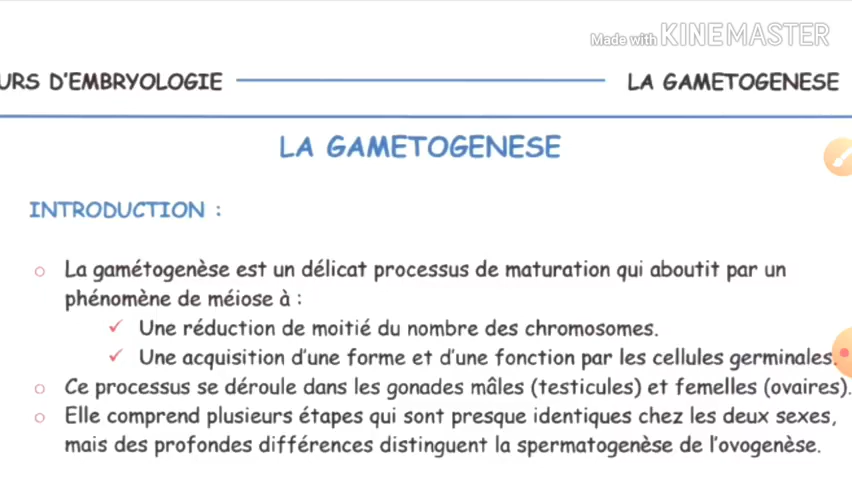 Made with KINEMASTER
URS D'EMBRYOLOGIE LA GAMETOGENESE
LA GAMETOGENESE
INTRODUCTION :
La gamétogenèse est un délicat processus de maturation qui aboutit par un
phénomène de méiose à :
Une réduction de moitié du nombre des chromosomes.
Une acquisition d'une forme et d'une fonction par les cellules germinales.
Ce processus se déroule dans les gonades mâles (testicules) et femelles (ovaires).
Elle comprend plusieurs étapes qui sont presque identiques chez les deux sexes,
mais des profondes différences distinguent la spermatogenèse de l'ovogenèse.